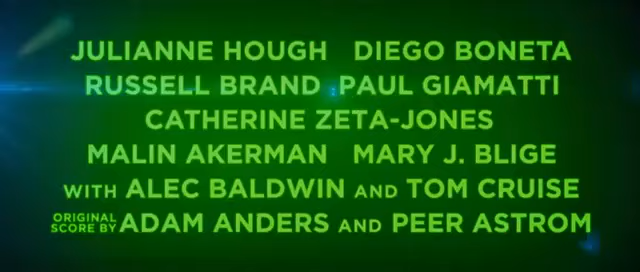 JULIANNE HOUGH DIEGO BONETA
RUSSELL BRAND PAUL GIAMATTI
CATHERINE ZETA-JONES
MALIN AKERMAN MARY J. BLIGE
WITH ALEC BALDWIN AND TOM CRUISE
ORIGINAL SCORE BY ADAM ANDERS AND PEER ASTROM